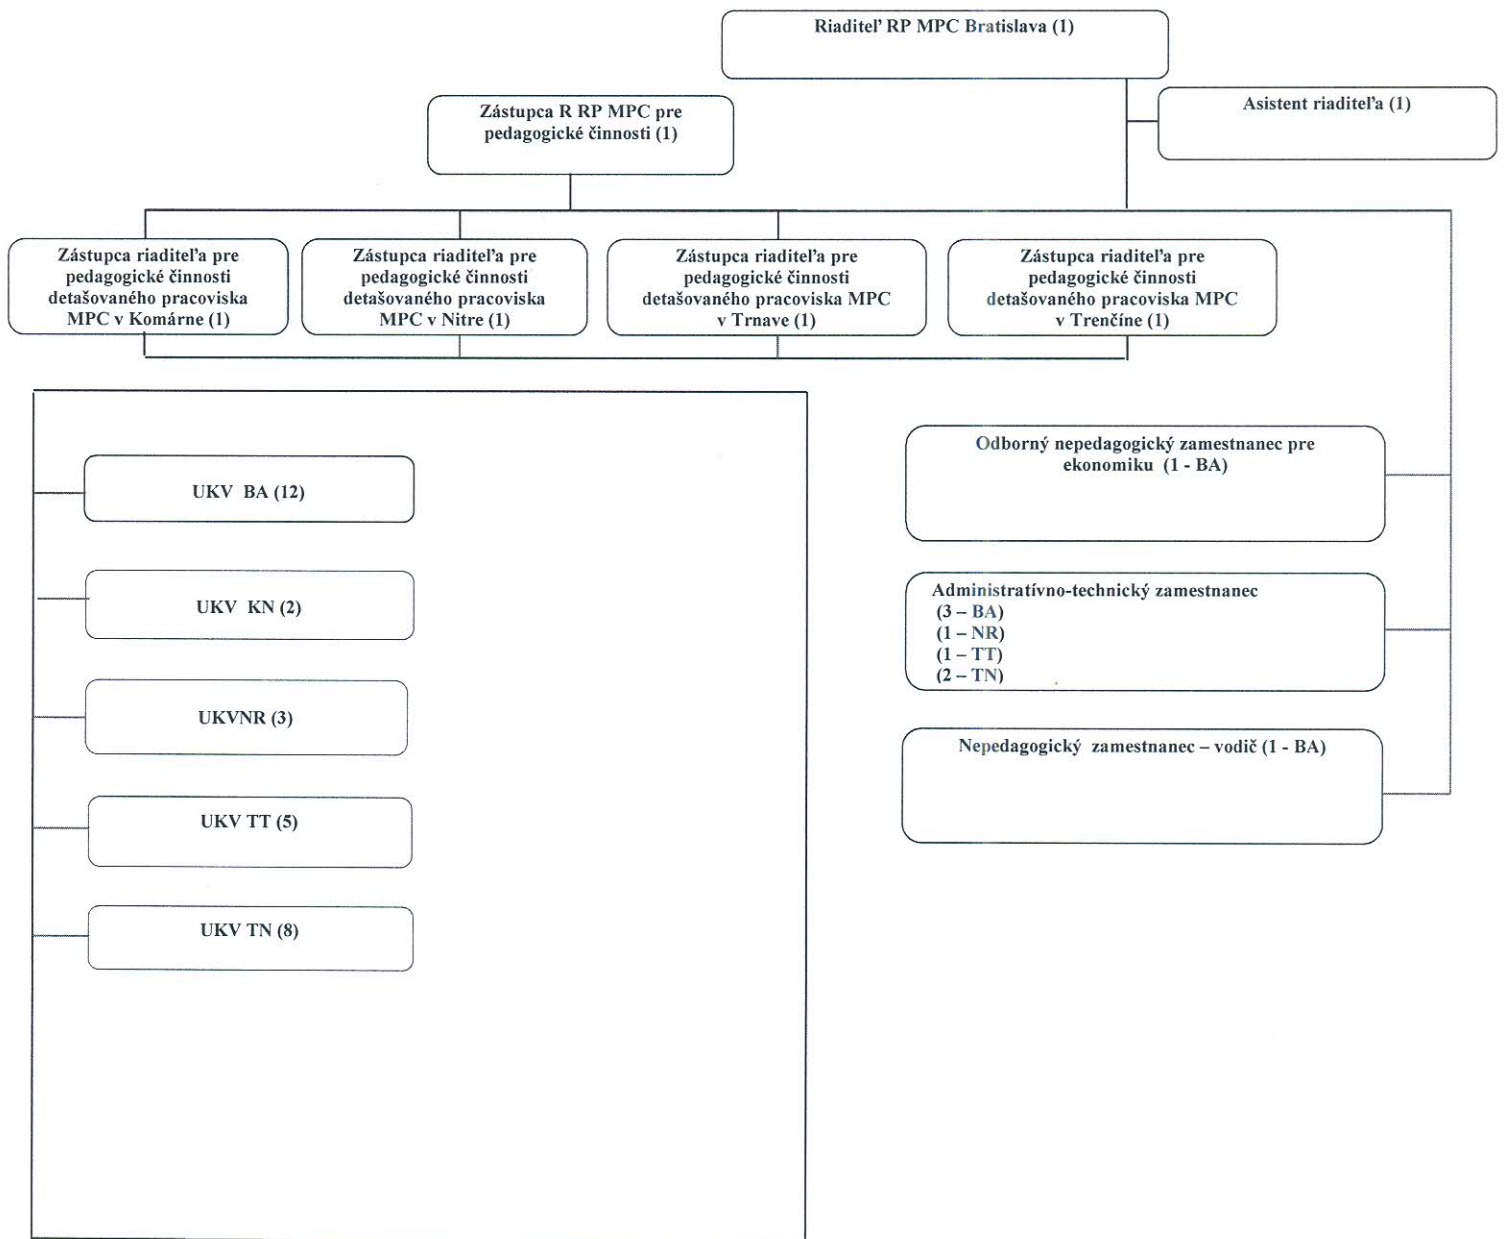 Riaditeľ RP MPC Bratislava (1)
Asistent riaditeľa (1)
Zástupca R RP MPC pre
pedagogické činnosti (1)
Zástupca riaditeľa pre
pedagogické činnosti
detašovaného pracoviska
MPC v Komárne (1)
Zástupca riaditeľa pre
pedagogické činnosti
detašovaného pracoviska
MPC v Nitre (1)
Zástupca riaditeľa pre
pedagogické činnosti
detašovaného pracoviska MPC
v Trnave (1)
Zástupca riaditeľa pre
pedagogické činnosti
detašovaného pracoviska MPC
v Trenčíne (1)
UKV BA (12)
UKV KN (2)
UKVNR (3)
UKV TT (5)
UKV TN (8)
Odborný nepedagogický zamestnanec pre
ekonomiku (1 - BA)
Administratívno-technický zamestnanec
(3 – BA)
(1 – NR)
(1 – TT)
(2 – TN)
Nepedagogický zamestnanec – vodič (1 - BA)